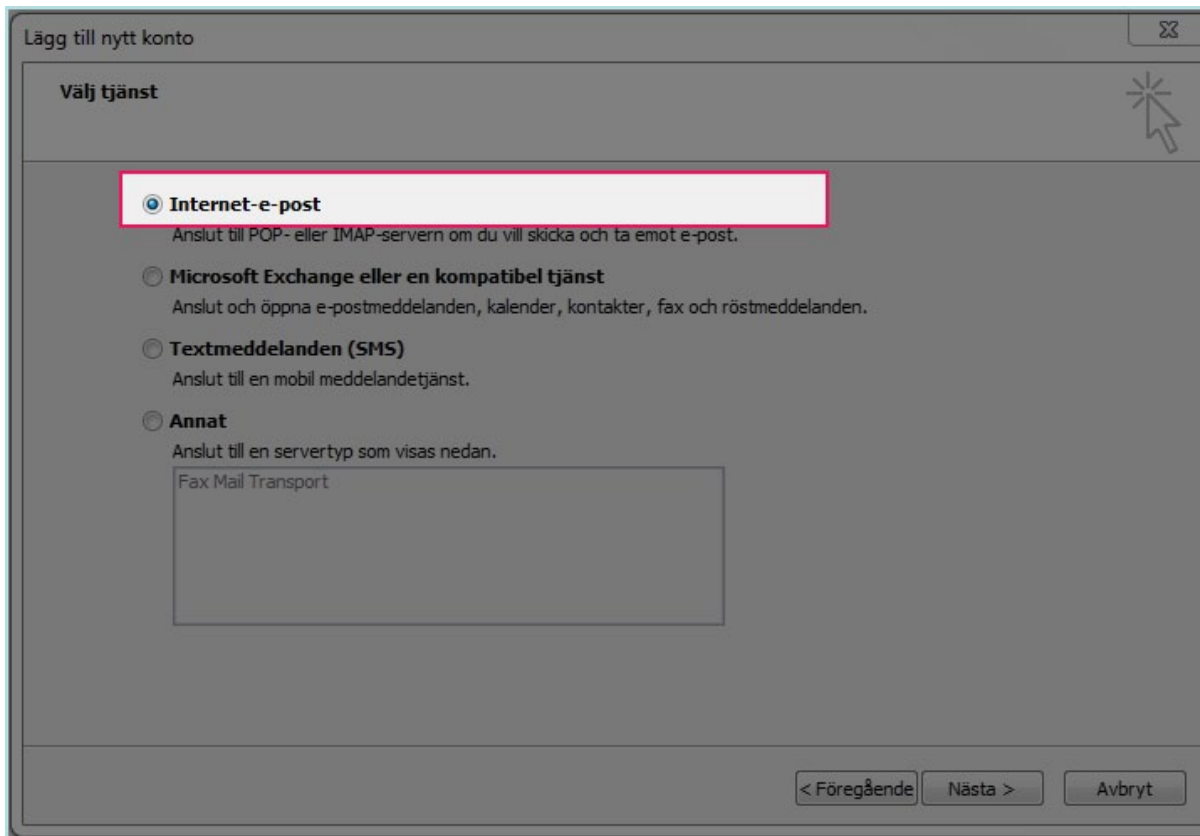 Lägg till nytt konto
Välj tjänst
Internet-e-post
Anslut till POP- eller IMAP-servern om du vill skicka och ta emot e-post.
Microsoft Exchange eller en kompatibel tjänst
Anslut och öppna e-postmeddelanden, kalender, kontakter, fax och röstmeddelanden.
Textmeddelanden (SMS)
Anslut till en mobil meddelandetjänst.
Annat
Anslut till en servertyp som visas nedan.
Fax Mail Transport
< Föregående Nästa > Avbryt